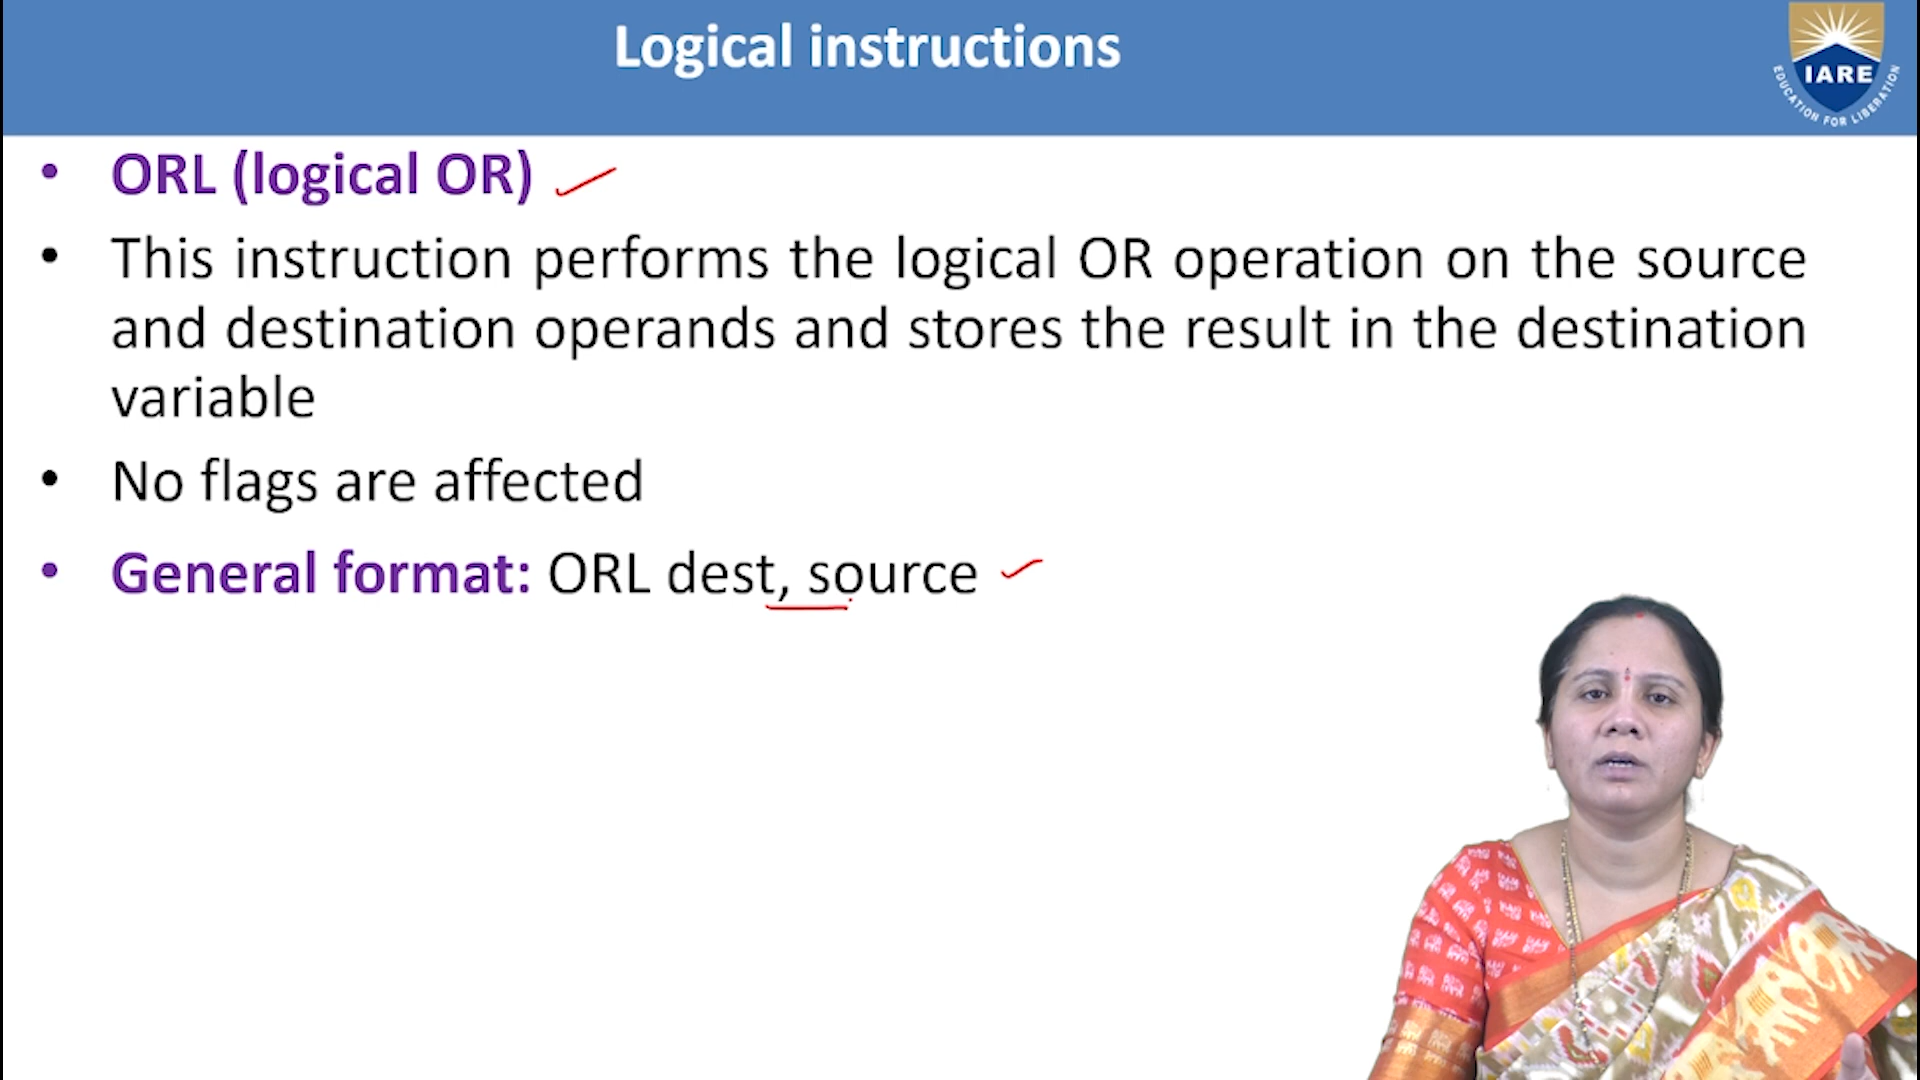 Logical instructions
IARE
EDUCATION FOR LIBERATION
• ORL (logical OR)
• This instruction performs the logical OR operation on the source
and destination operands and stores the result in the destination
variable
• No flags are affected
• General format: ORL dest, source